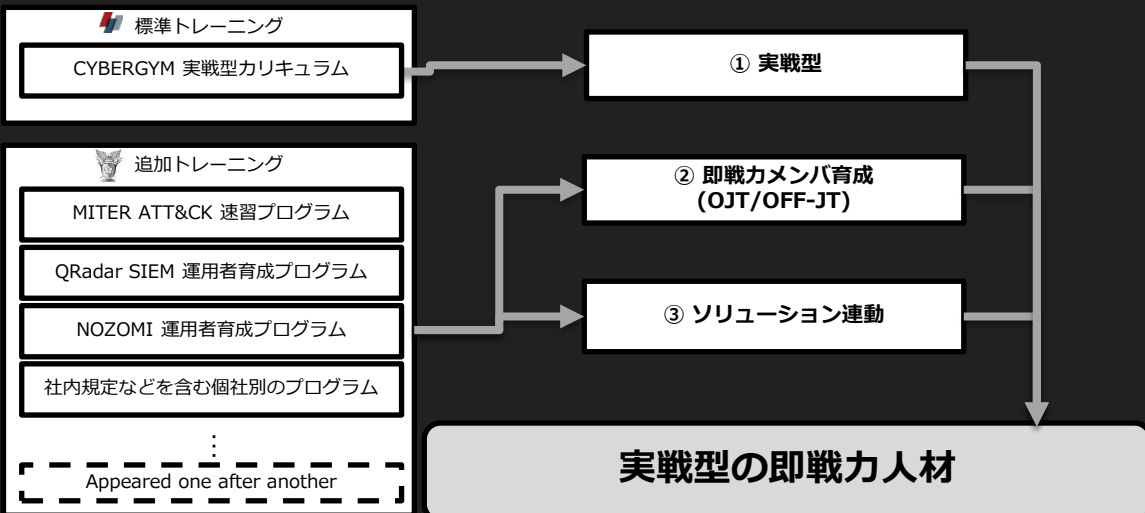 標準トレーニング
CYBERGYM 実戦型カリキュラム
追加トレーニング
MITER ATT&CK 速習プログラム
QRadar SIEM 運用者育成プログラム
NOZOMI 運用者育成プログラム
社内規定などを含む個社別のプログラム
⋮
Appeared one after another
① 実戦型
② 即戦力メンバ育成
(OJT/OFF-JT)
③ ソリューション連動
実戦型の即戦力人材